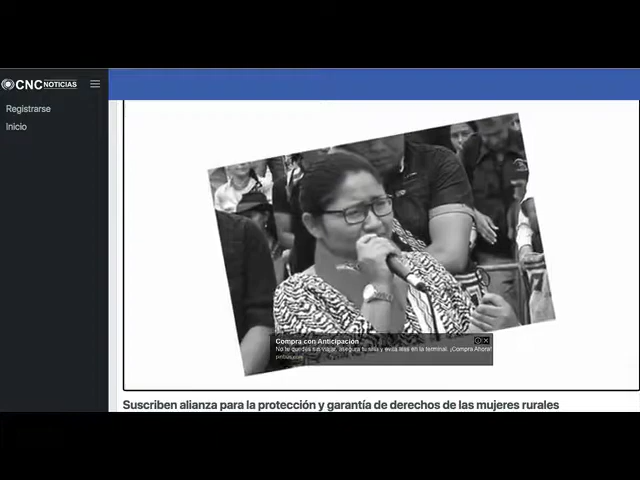 CNC NOTICIAS
Registrarse
Inicio
Compra con Anticipación
No te quedes sin viajar, asegura tu silla y evita filas en la terminal. ¡Compra Ahora!
Suscriben alianza para la protección y garantía de derechos de las mujeres rurales